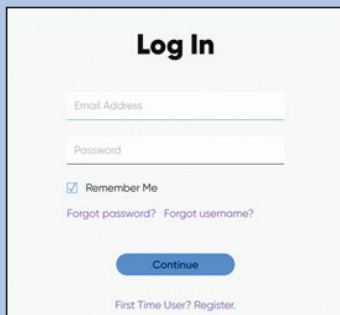 Log In
Email Address
Password
Remember Me
Forgot password? Forgot username?
Continue
First Time User? Register.